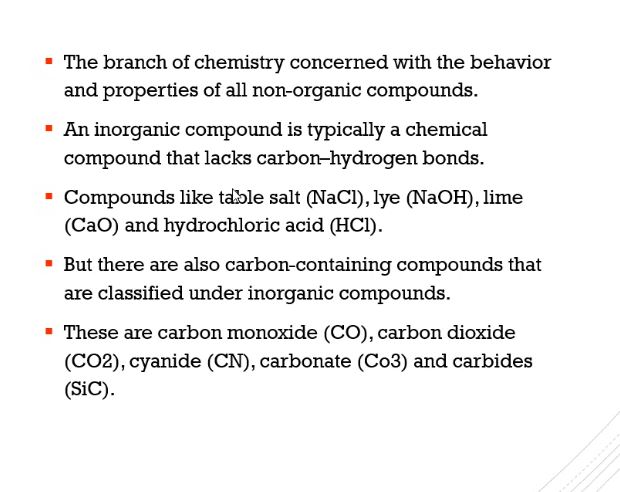 The branch of chemistry concerned with the behavior
and properties of all non-organic compounds.
An inorganic compound is typically a chemical
compound that lacks carbon–hydrogen bonds.
Compounds like table salt (NaCl), lye (NaOH), lime
(CaO) and hydrochloric acid (HCl).
But there are also carbon-containing compounds that
are classified under inorganic compounds.
These are carbon monoxide (CO), carbon dioxide
(CO2), cyanide (CN), carbonate (Co3) and carbides
(SiC).